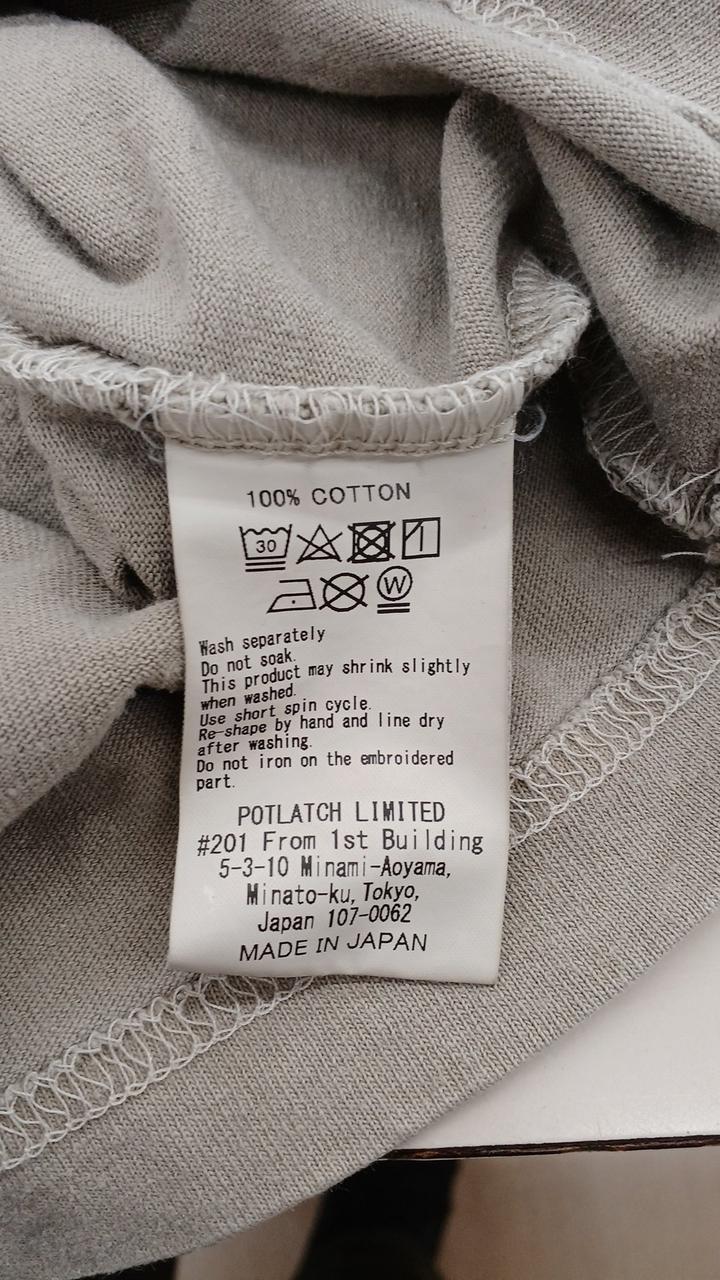 100% COTTON
30
W
Wash separately
Do not soak.
This product may shrink slightly
when washed.
Use short spin cycle.
Re-shape by hand and line dry
after washing.
Do not iron on the embroidered
part.
POTLATCH LIMITED
#201 From 1st Building
5-3-10 Minami-Aoyama,
Minato-ku, Tokyo,
Japan 107-0062
MADE IN JAPAN